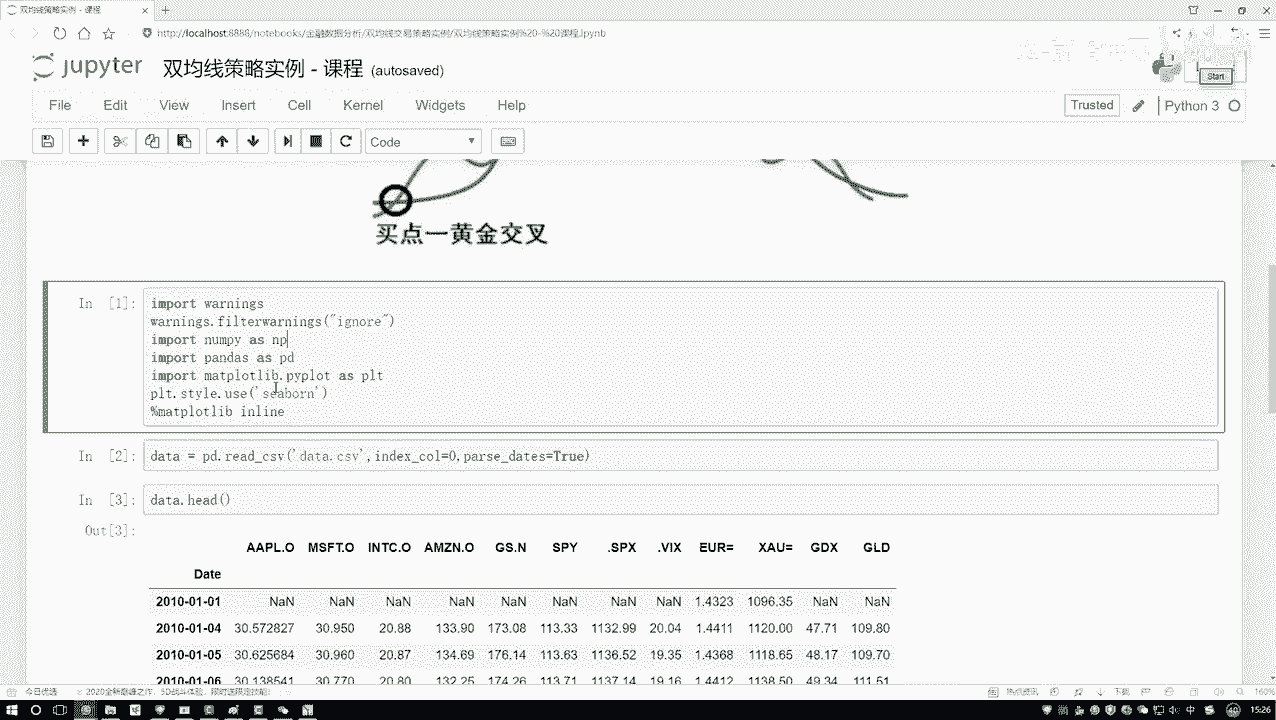 双均线策略实例 - 课程
http://localhost:8888/notebooks/金融数据分析/双均线交易策略实例/双均线策略实例%20-%20课程.ipynb
jupyter 双均线策略实例 - 课程 (autosaved)
Start
File Edit View Insert Cell Kernel Widgets Help
Trusted Python 3
Code
买点一黄金交叉
In [1]: import warnings
warnings.filterwarnings("ignore")
import numpy as np
import pandas as pd
import matplotlib.pyplot as plt
plt.style.use('seaborn')
%matplotlib inline
In [2]: data = pd.read_csv('data.csv',index_col=0,parse_dates=True)
In [3]: data.head()
Out[3]:
AAPL.O MSFT.O INTC.O AMZN.O GS.N SPY .SPX .VIX EUR= XAU= GDX GLD
Date
2010-01-01 NaN NaN NaN NaN NaN NaN NaN NaN 1.4323 1096.35 NaN NaN
2010-01-04 30.572827 30.950 20.88 133.90 173.08 113.33 1132.99 20.04 1.4411 1120.00 47.71 109.80
2010-01-05 30.625684 30.960 20.87 134.69 176.14 113.63 1136.52 19.35 1.4368 1118.65 48.17 109.70
2010-01-06 30.138541 30.770 20.80 132.25 174.26 113.71 1137.14 19.16 1.4412 1138.50 49.34 111.51
今日优选
热点资讯 下载 160%
中 15:26